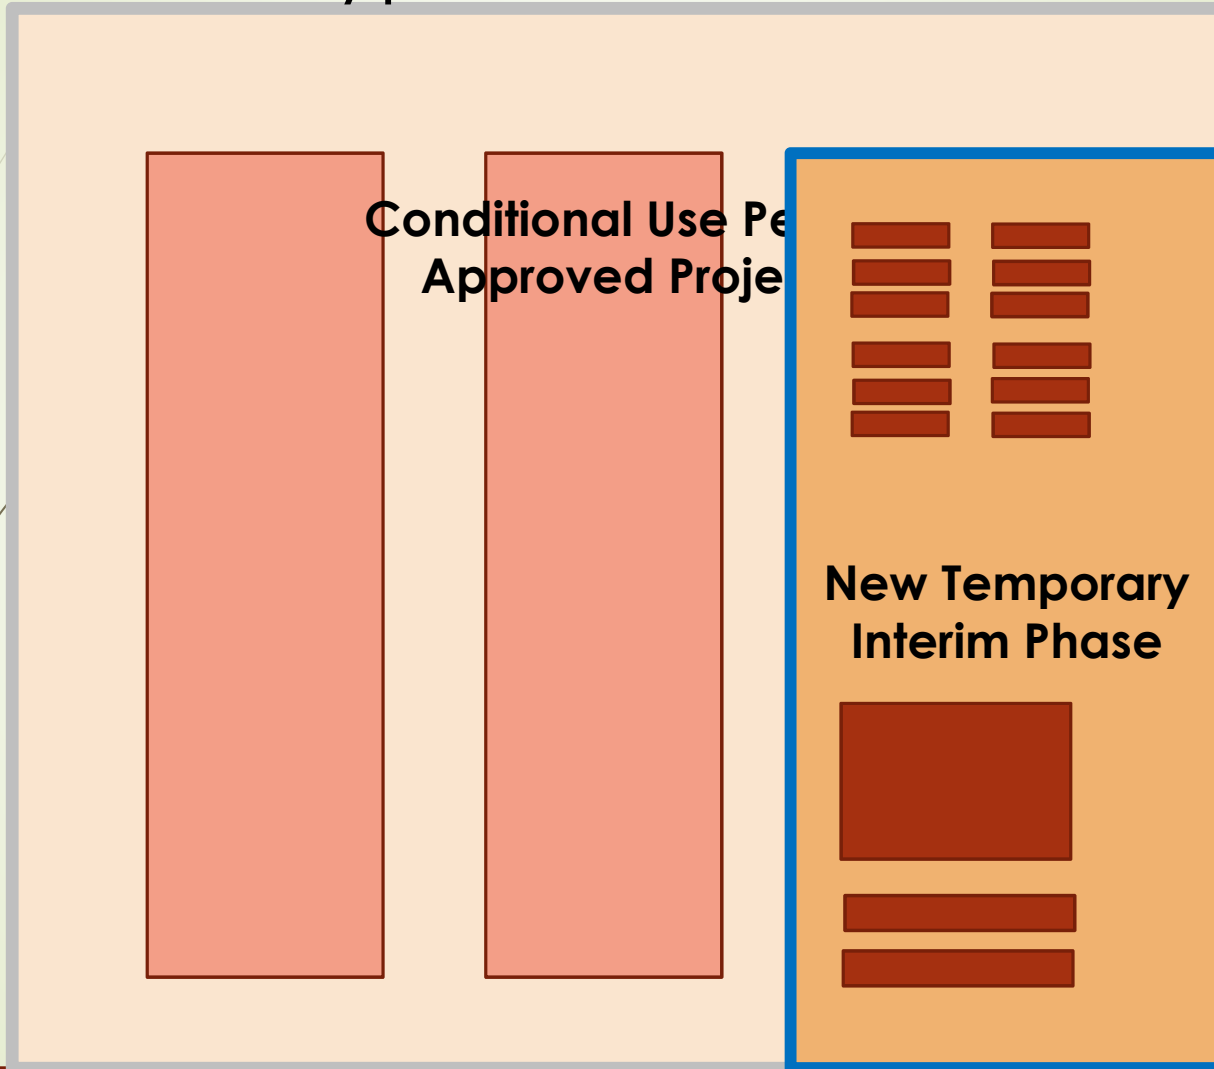 Conditional Use Pe
Approved Proje
New Temporary
Interim Phase